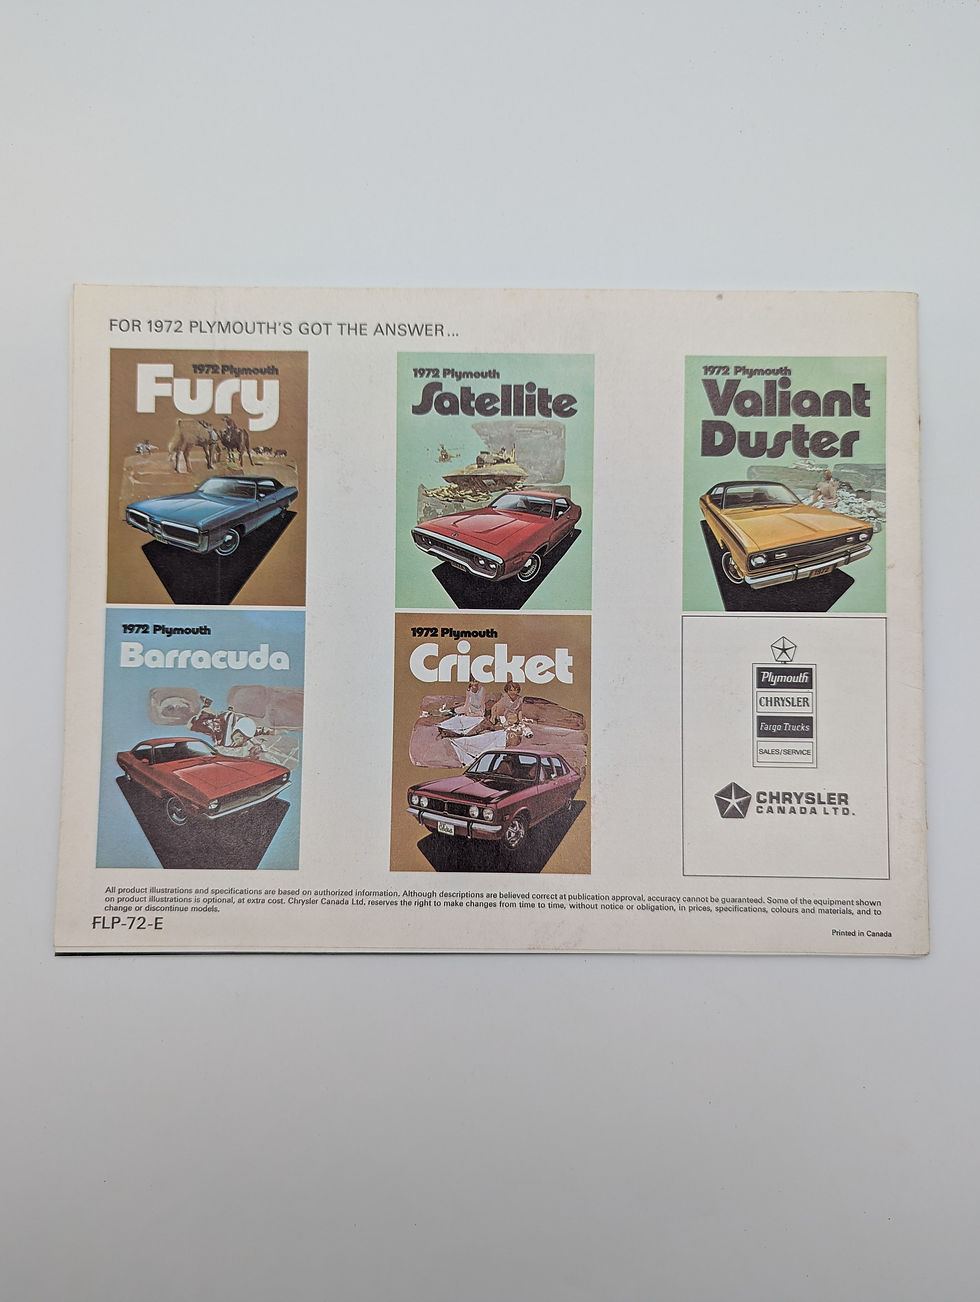 FOR 1972 PLYMOUTH'S GOT THE ANSWER...
1972 Plymouth
Fury
1972 Plymouth
Satellite
1972 Plymouth
Valiant
Duster
1972 Plymouth
Barracuda
1972 Plymouth
Cricket
Plymouth
CHRYSLER
Fargo Trucks
SALES/SERVICE
CHRYSLER
CANADA LTD.
All product illustrations and specifications are based on authorized information. Although descriptions are believed correct at publication approval, accuracy cannot be guaranteed. Some of the equipment shown
on product illustrations is optional, at extra cost. Chrysler Canada Ltd. reserves the right to make changes from time to time, without notice or obligation, in prices, specifications, colours and materials, and to
change or discontinue models.
FLP-72-E
Printed in Canada